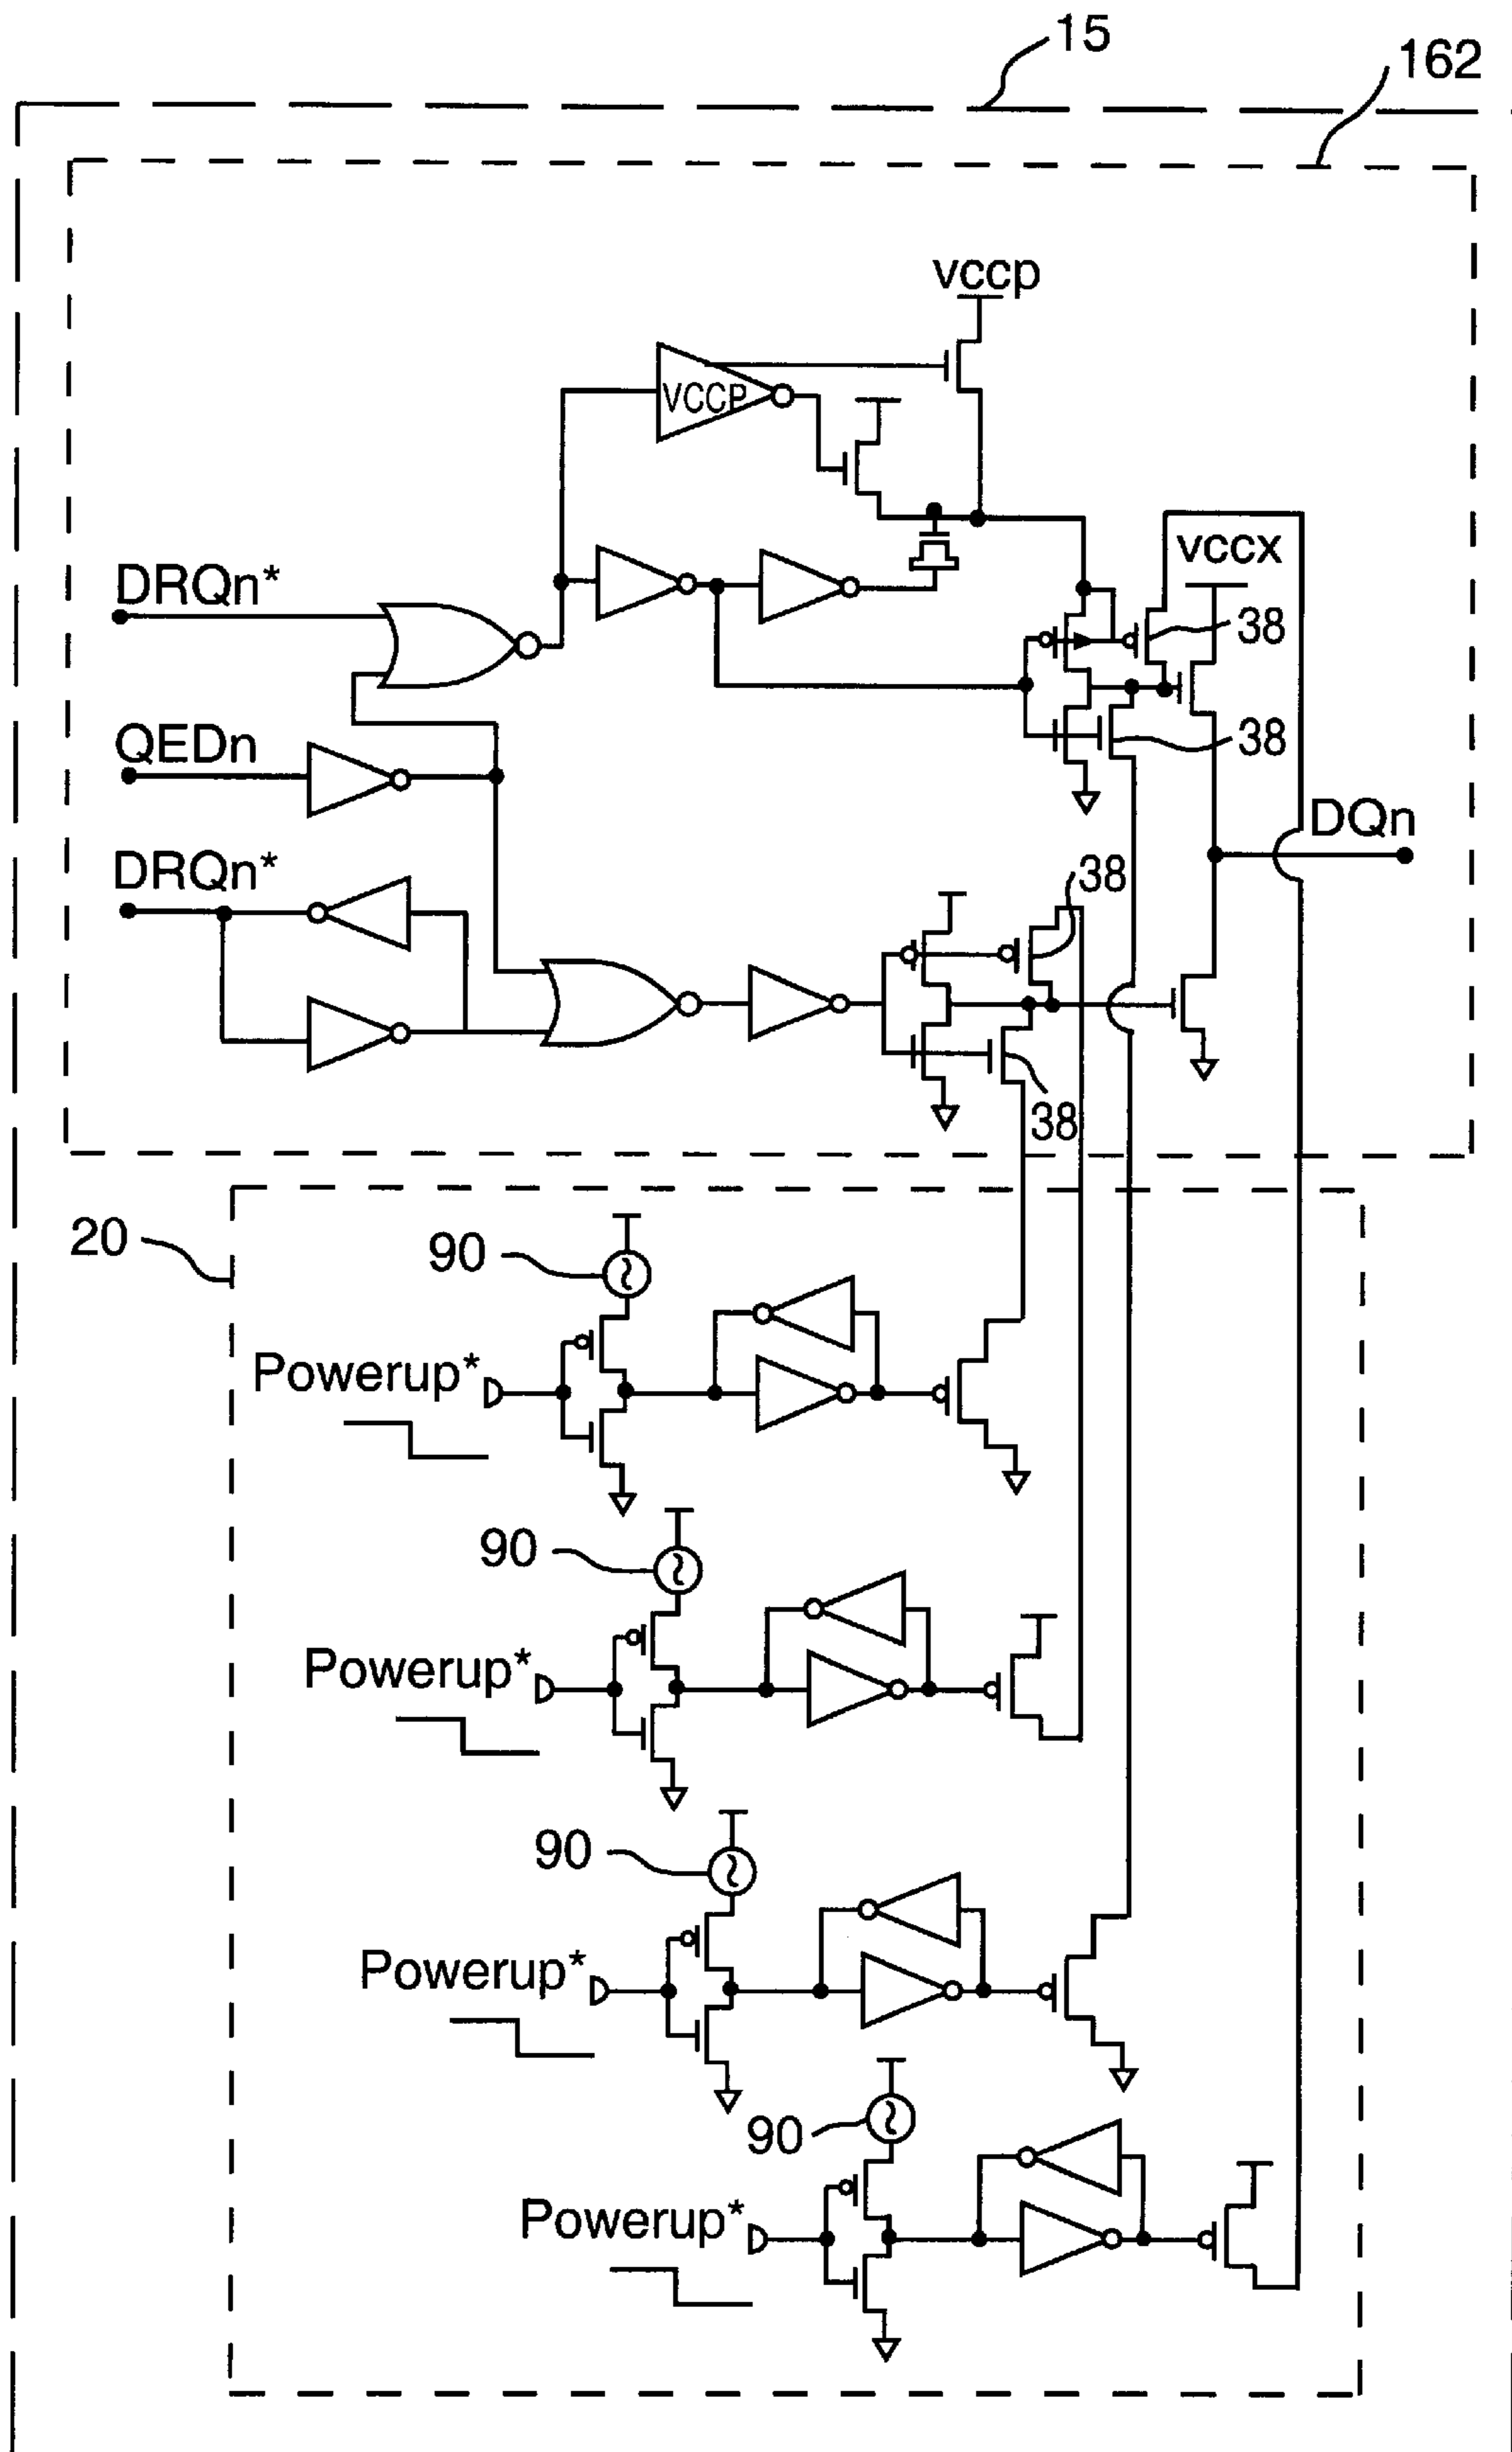 15
162
vccp
VCCP
DRQn*
vccx
38
QEDn
38
DQn
DRQn*
38
38
20
90
Powerup*
90
Powerup*
90
Powerup*
90
Powerup*